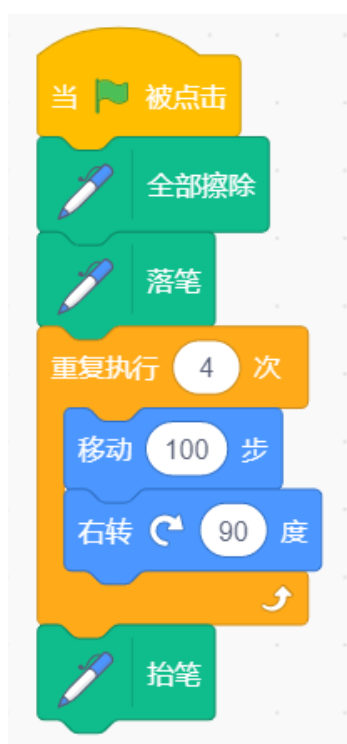 当 被点击
全部擦除
落笔
重复执行 4 次
移动 100 步
右转 90 度
抬笔